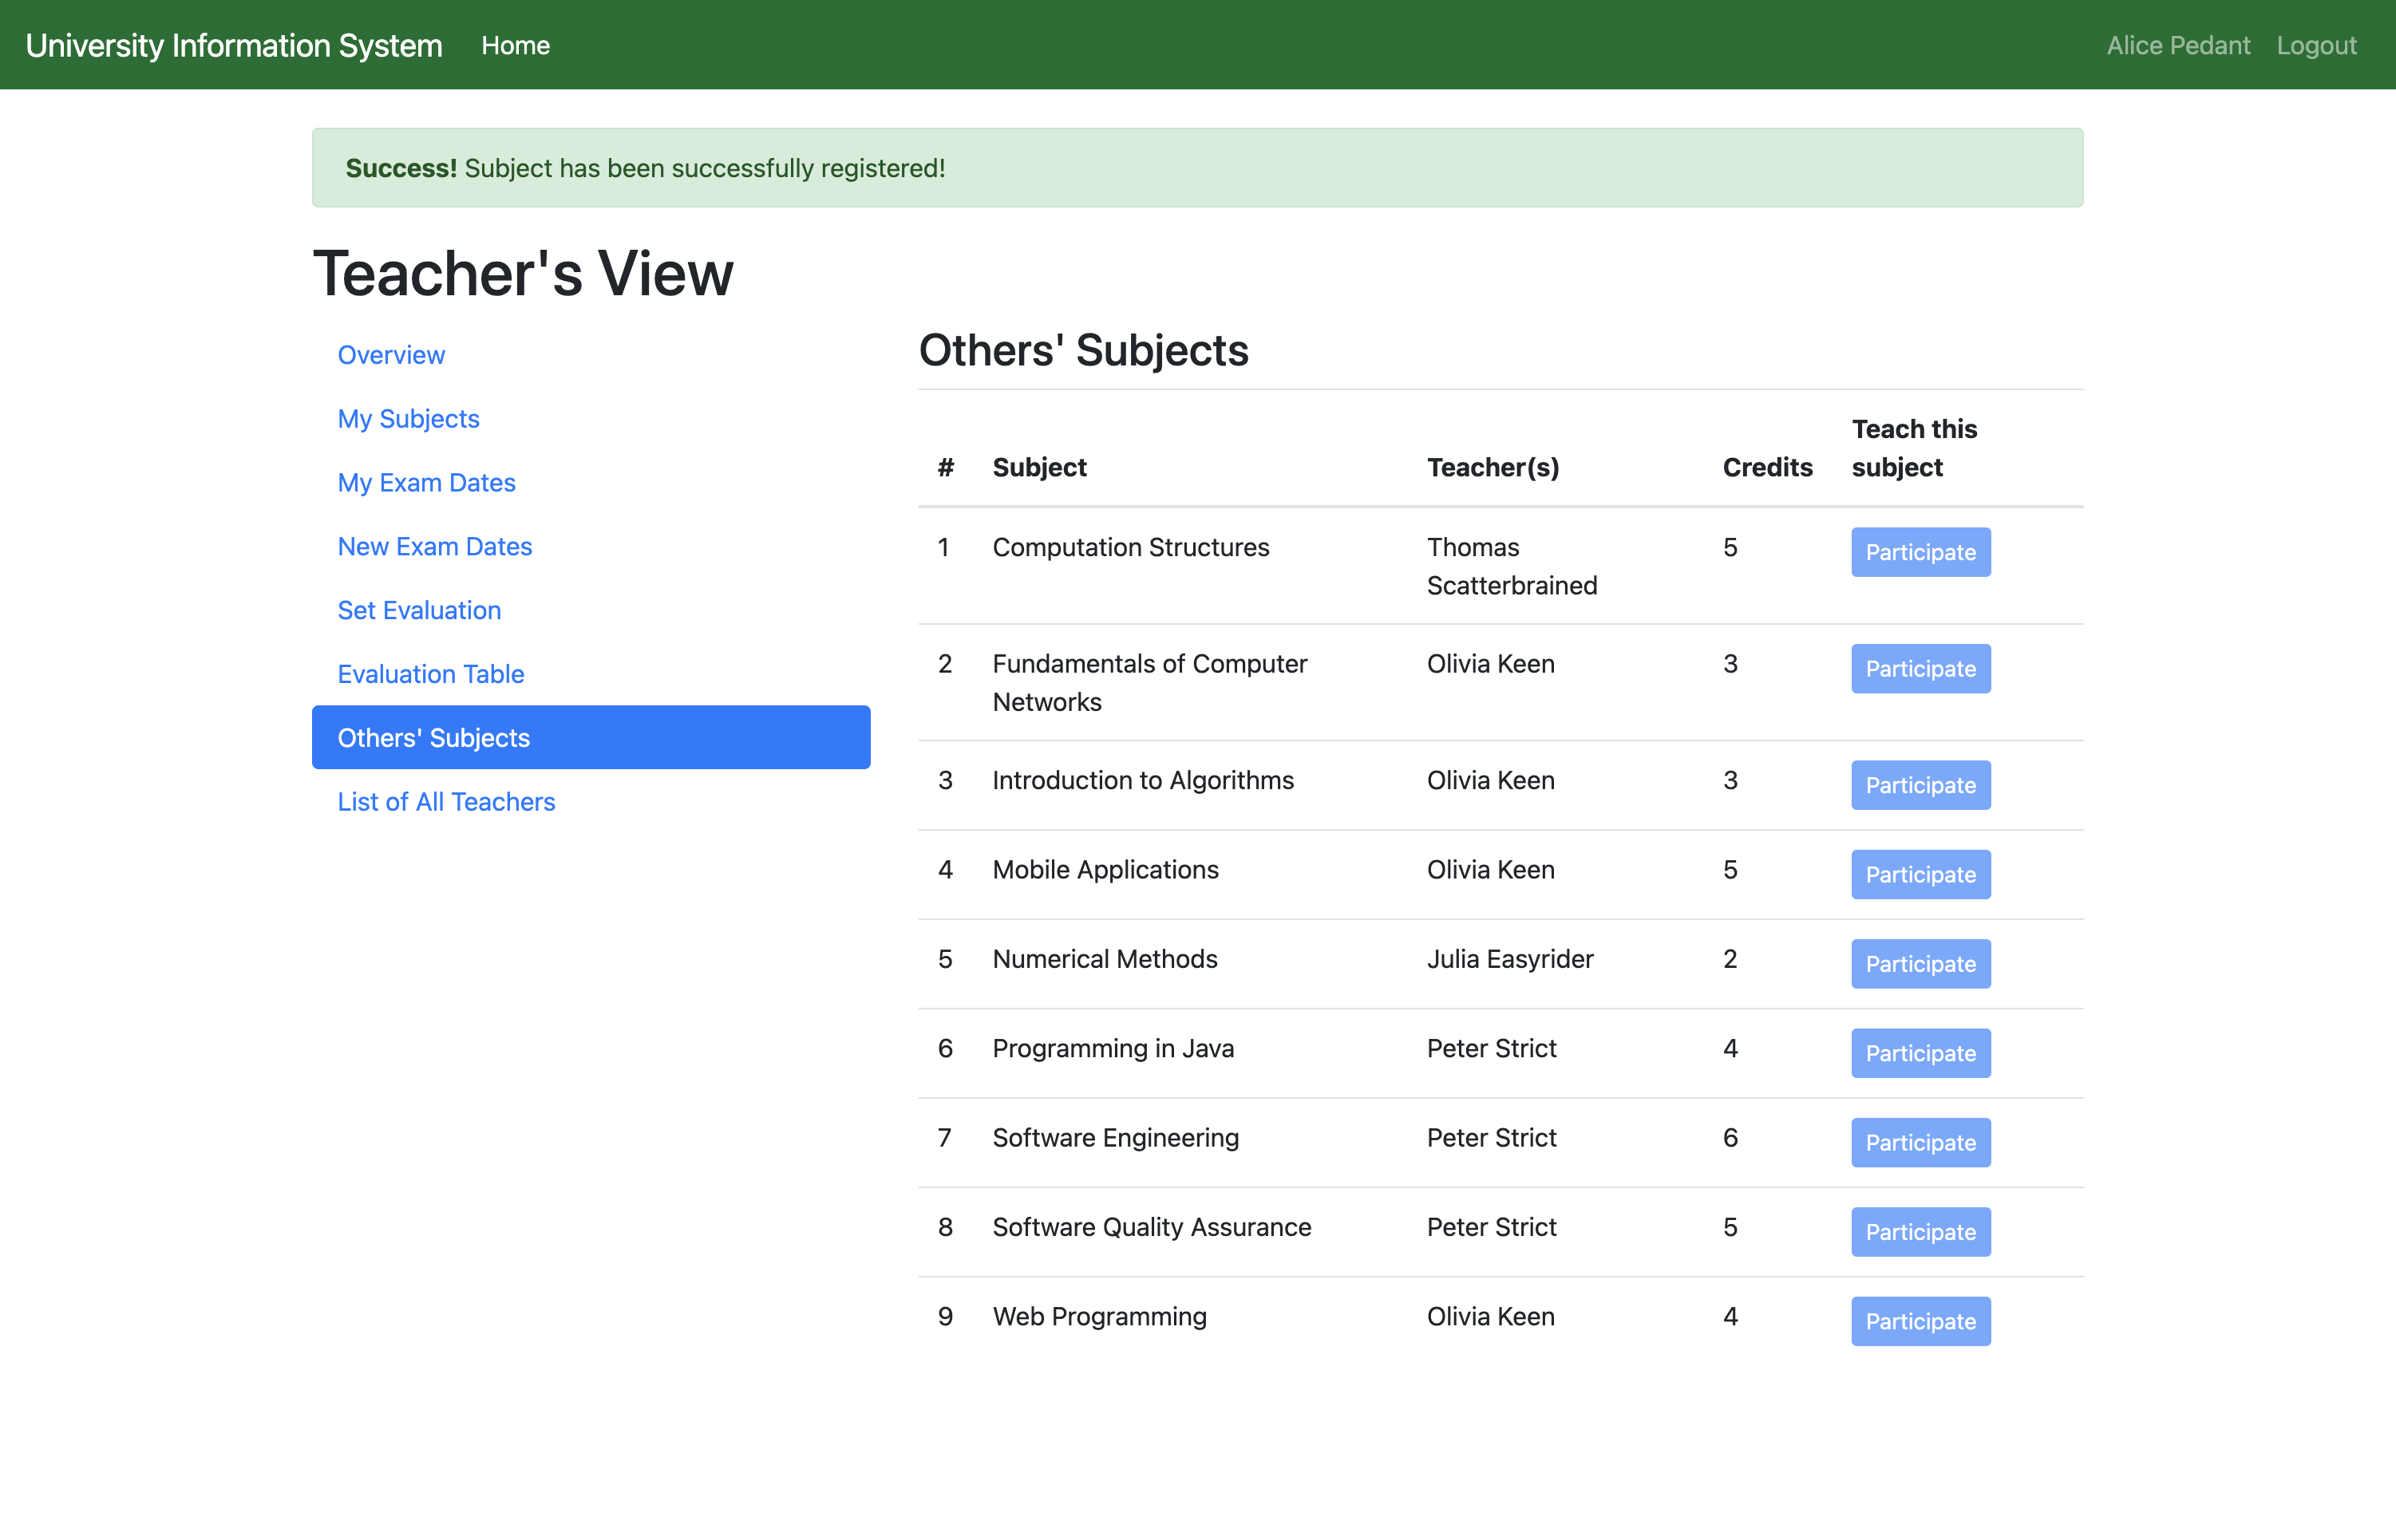 University Information System Home Alice Pedant Logout
Success! Subject has been successfully registered!
Teacher's View
Overview
My Subjects
My Exam Dates
New Exam Dates
Set Evaluation
Evaluation Table
Others' Subjects
List of All Teachers
Others' Subjects
# Subject Teacher(s) Credits Teach this
subject
1 Computation Structures Thomas 5 Participate
Scatterbrained
2 Fundamentals of Computer Olivia Keen 3 Participate
Networks
3 Introduction to Algorithms Olivia Keen 3 Participate
4 Mobile Applications Olivia Keen 5 Participate
5 Numerical Methods Julia Easyrider 2 Participate
6 Programming in Java Peter Strict 4 Participate
7 Software Engineering Peter Strict 6 Participate
8 Software Quality Assurance Peter Strict 5 Participate
9 Web Programming Olivia Keen 4 Participate